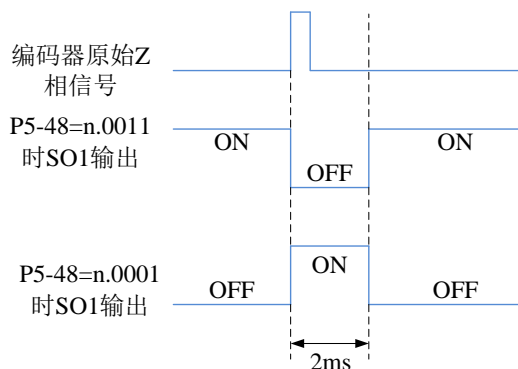 编码器原始Z
相信号
P5-48=n.0011
时SO1输出
ON
OFF
ON
P5-48=n.0001
时SO1输出
OFF
ON
OFF
2ms